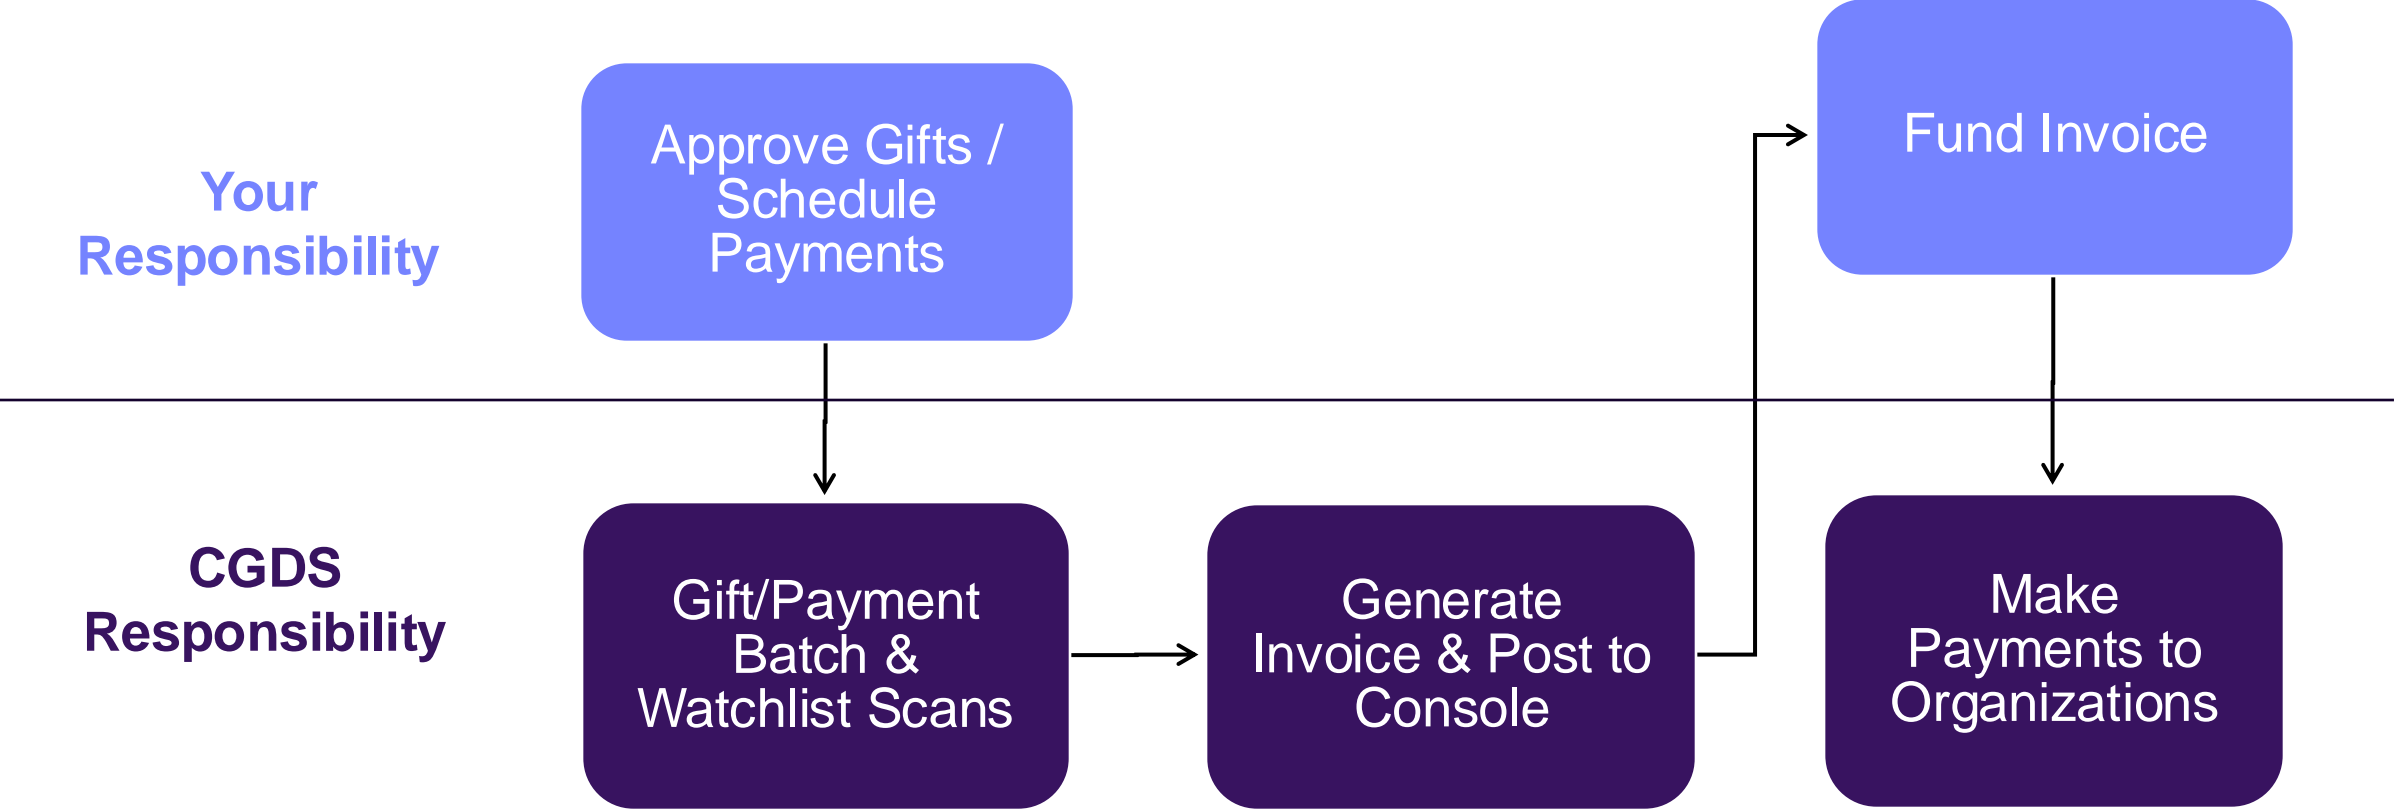 Your
Responsibility
Approve Gifts /
Schedule
Payments
Fund Invoice
CGDS
Responsibility
Gift/Payment
Batch &
Watchlist Scans
Generate
Invoice & Post to
Console
Make
Payments to
Organizations